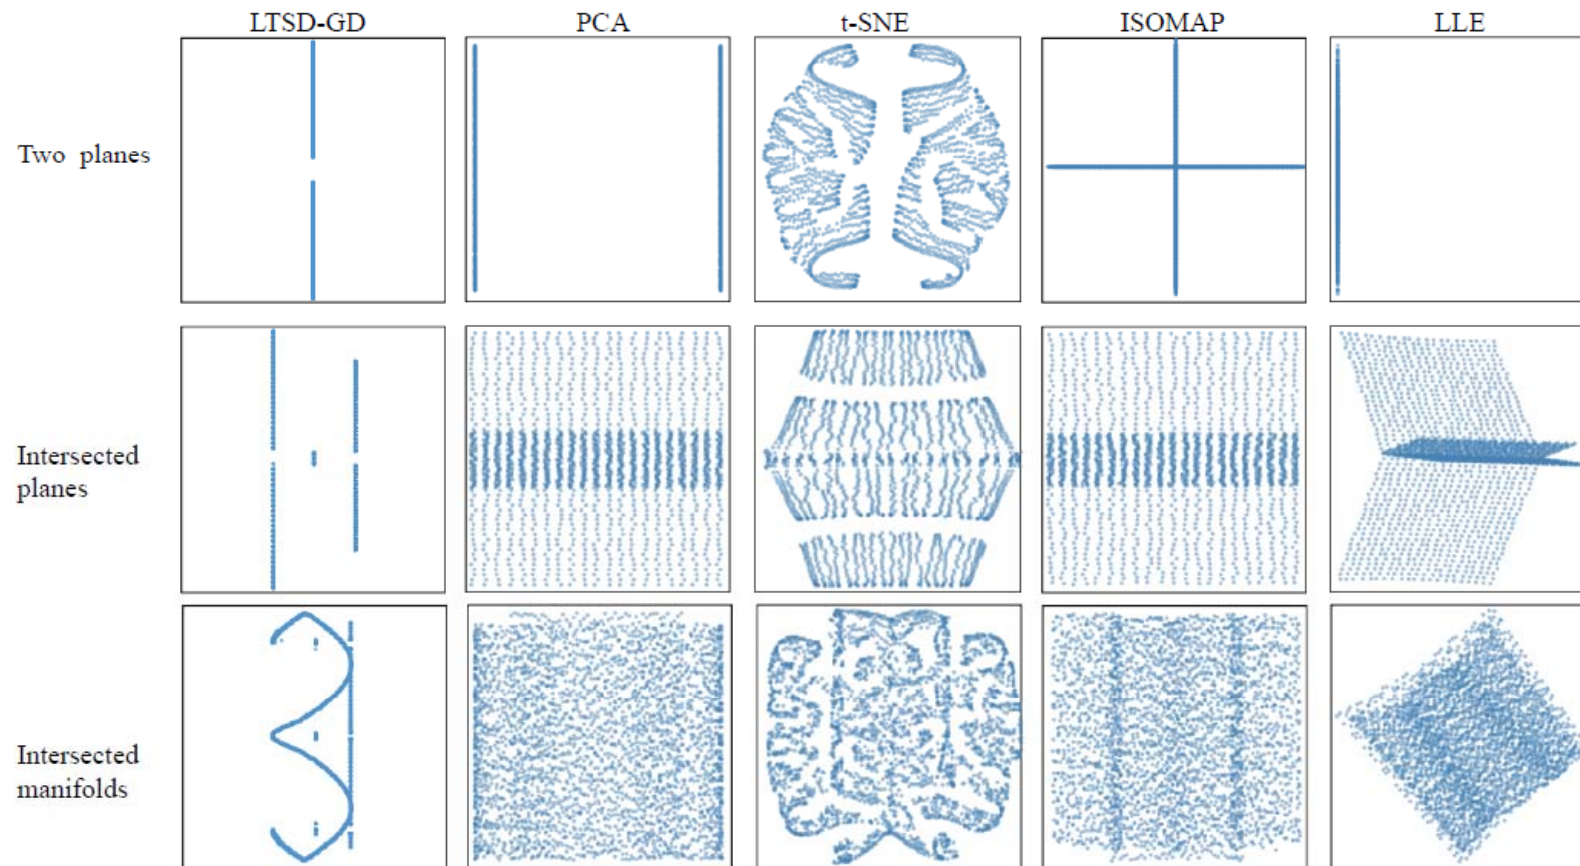 LTSD-GD PCA t-SNE ISOMAP LLE
Two planes
Intersected
planes
Intersected
manifolds